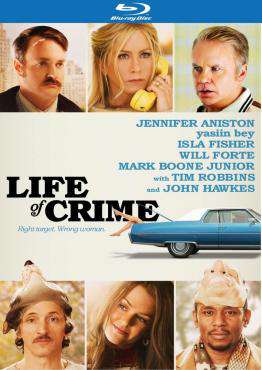 Blu-ray Disc
JENNIFER ANISTON
yasiin bey
ISLA FISHER
WILL FORTE
MARK BOONE JUNIOR
with TIM ROBBINS
and JOHN HAWKES
LIFE
of CRIME
Right target. Wrong woman.